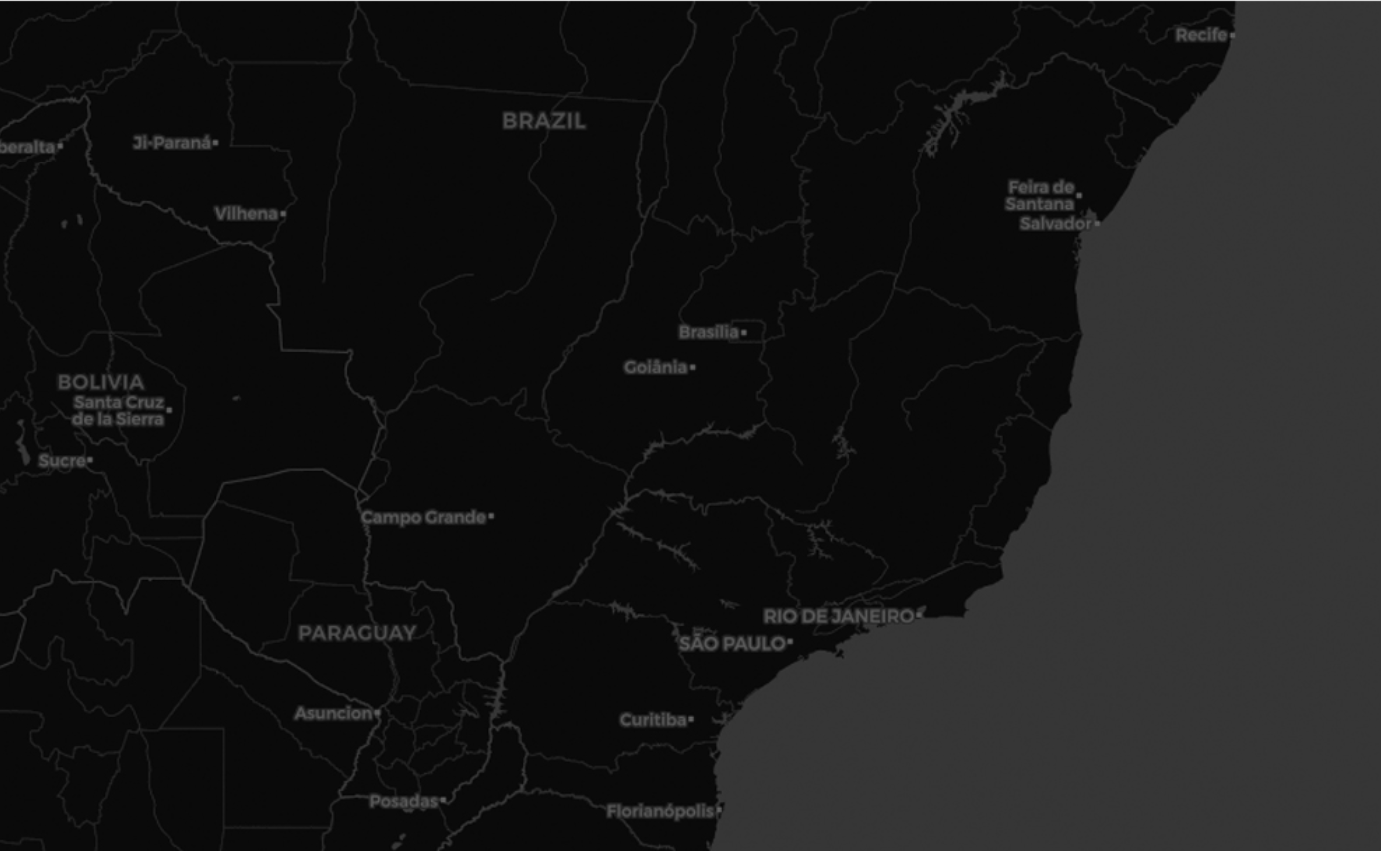 Recife
BRAZIL
Ji-Paraná
beralta
Feira de
Santana
Vilhena
Salvador
Brasília
Goiânia
BOLIVIA
Santa Cruz
de la Sierra
Sucre
Campo Grande
RIO DE JANEIRO
PARAGUAY
SÃO PAULO
Asuncion
Curitiba
Posadas
Florianópolis